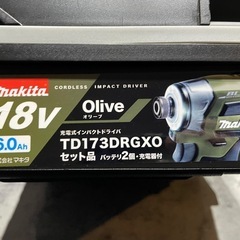 makita
CORDLESS IMPACT DRIVER
18V
Olive
オリーブ
6.0Ah
充電式インパクトドライバ
TD173DRGXO
セット品 バッテリ2個・充電器付
株式会社マキタ